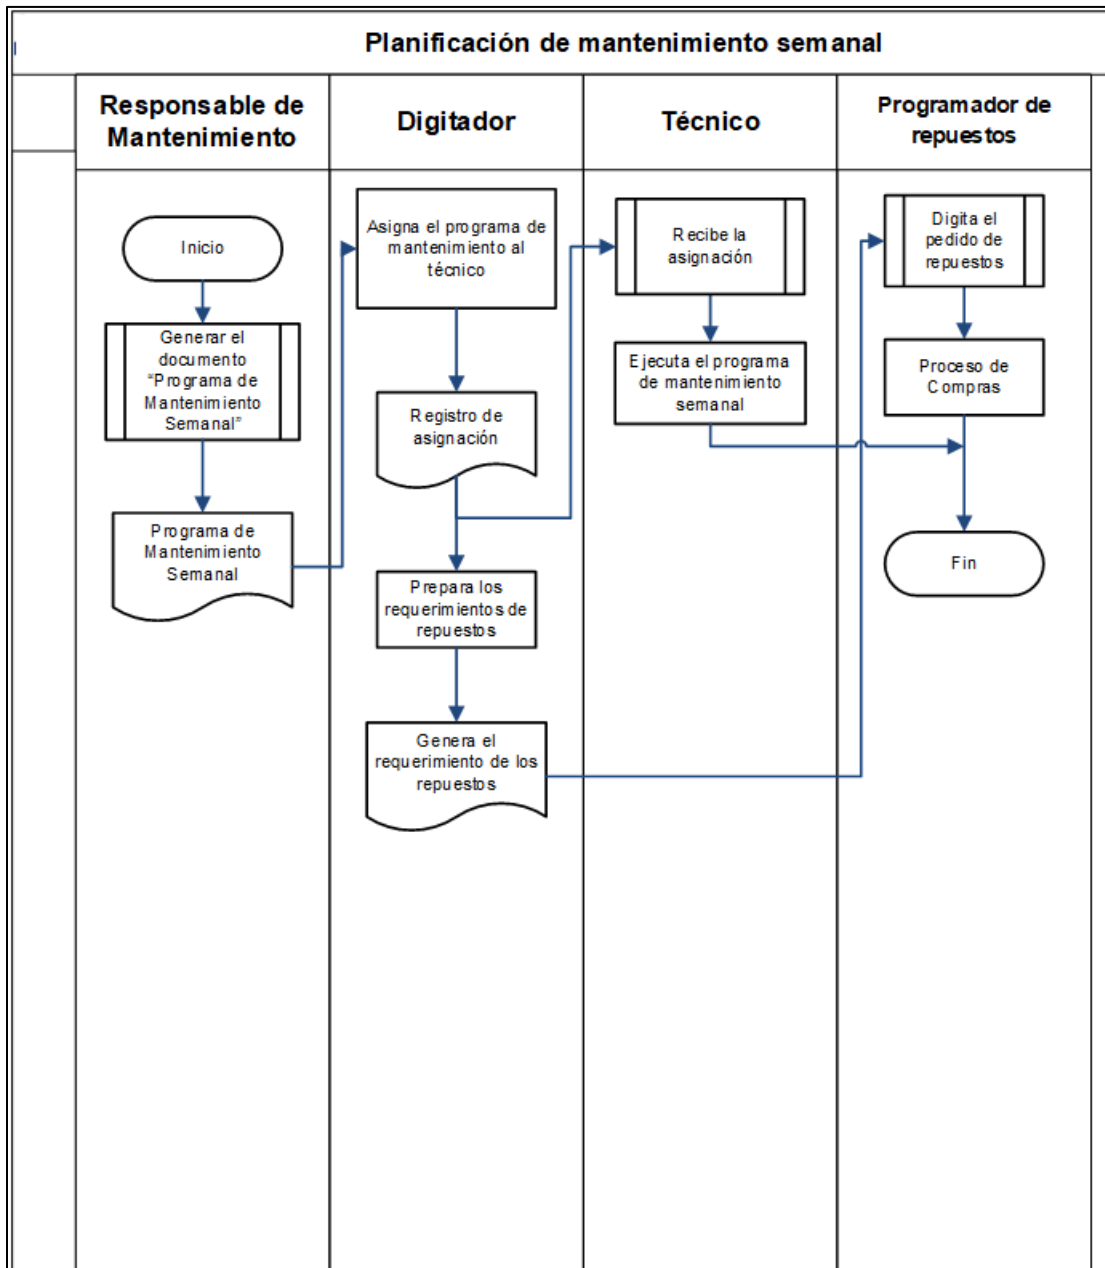 Planificación de mantenimiento semanal
Responsable de
Mantenimiento
Digitador
Técnico
Programador de
repuestos
Inicio
Generar el
documento
“Programa de
Mantenimiento
Semanal”
Programa de
Mantenimiento
Semanal
Asigna el programa de
mantenimiento al
técnico
Registro de
asignación
Prepara los
requerimientos de
repuestos
Genera el
requerimiento de los
repuestos
Recibe la
asignación
Ejecuta el programa
de mantenimiento
semanal
Digita el
pedido de
repuestos
Proceso de
Compras
Fin